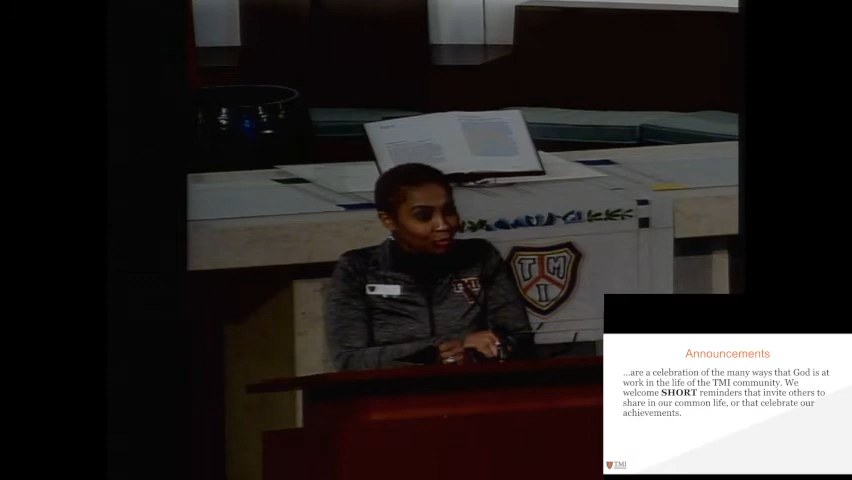 TMI
TMI
Announcements
...are a celebration of the many ways that God is at
work in the life of the TMI community. We
welcome SHORT reminders that invite others to
share in our common life, or that celebrate our
achievements.
TMI